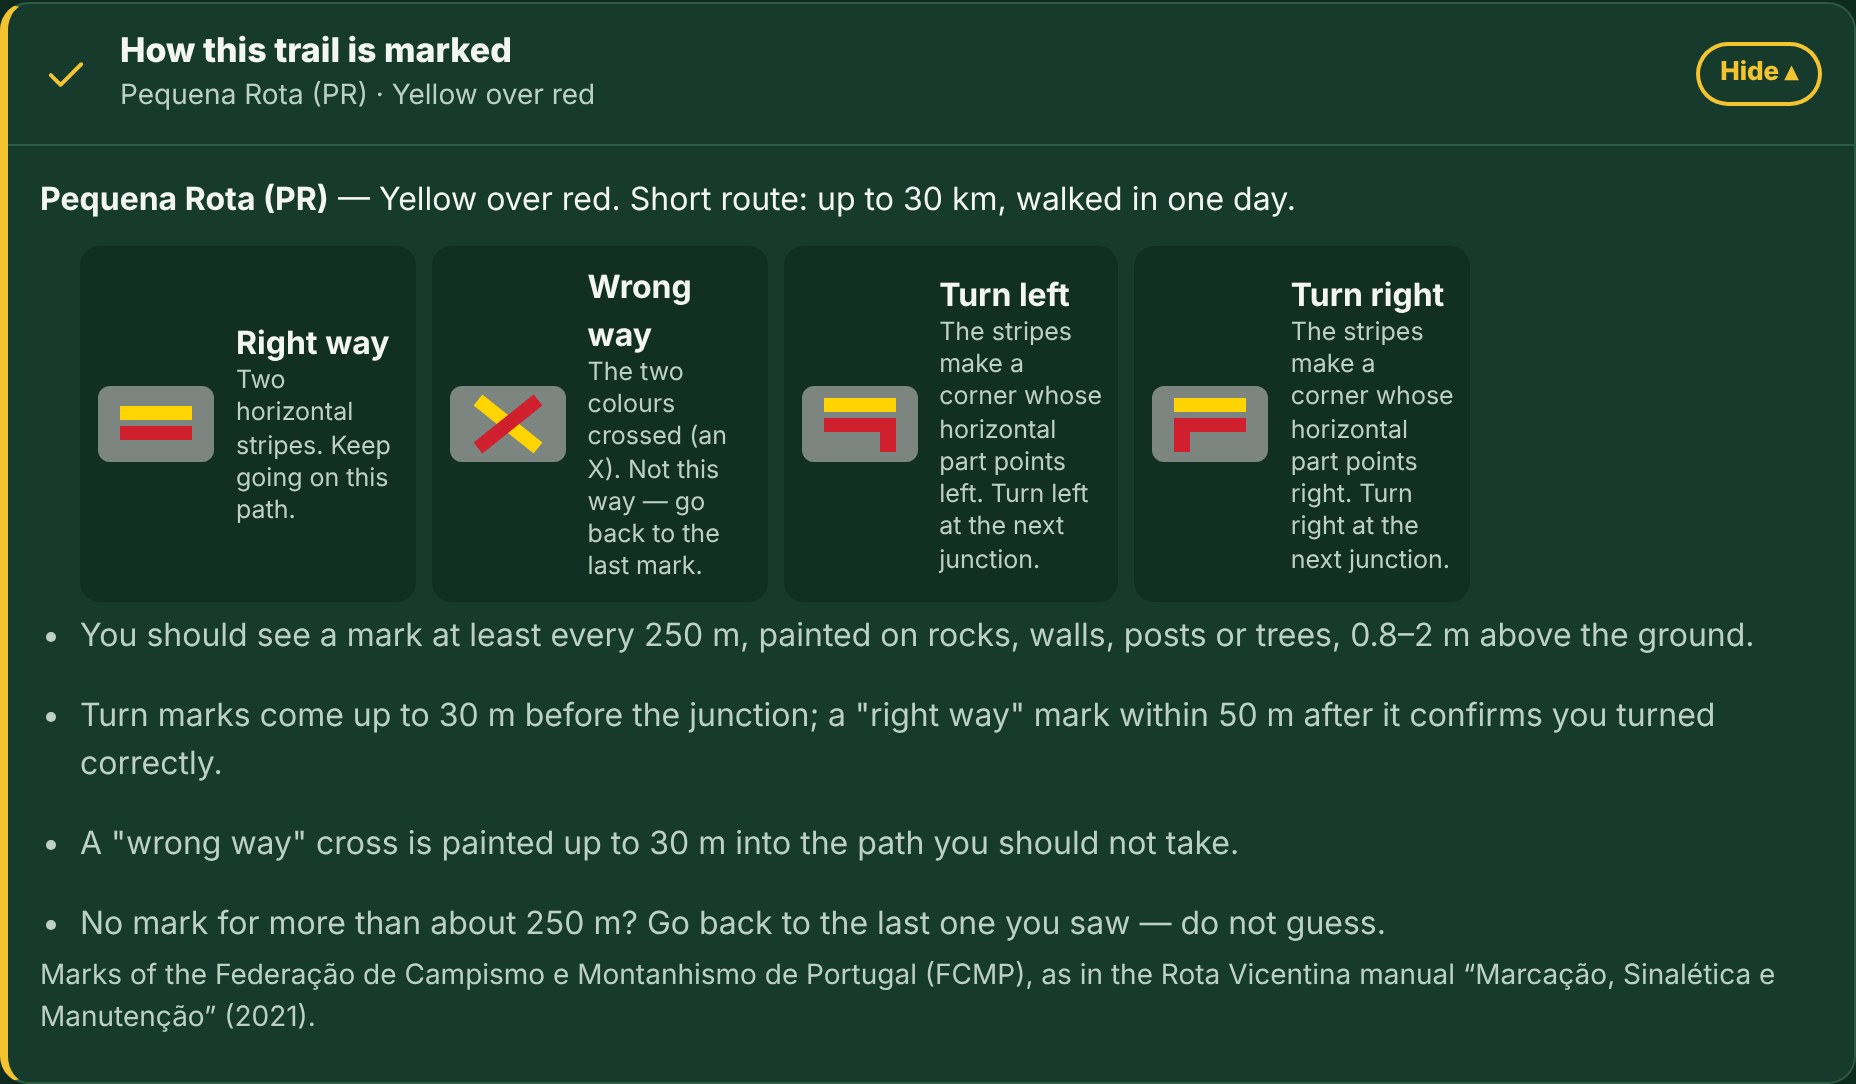 How this trail is marked
Pequena Rota (PR) · Yellow over red
Hide ▴
Pequena Rota (PR) — Yellow over red. Short route: up to 30 km, walked in one day.
Right way
Two
horizontal
stripes. Keep
going on this
path.
Wrong
way
The two
colours
crossed (an
X). Not this
way — go
back to the
last mark.
Turn left
The stripes
make a
corner whose
horizontal
part points
left. Turn left
at the next
junction.
Turn right
The stripes
make a
corner whose
horizontal
part points
right. Turn
right at the
next junction.
• You should see a mark at least every 250 m, painted on rocks, walls, posts or trees, 0.8–2 m above the ground.
• Turn marks come up to 30 m before the junction; a "right way" mark within 50 m after it confirms you turned
correctly.
• A "wrong way" cross is painted up to 30 m into the path you should not take.
• No mark for more than about 250 m? Go back to the last one you saw — do not guess.
Marks of the Federação de Campismo e Montanhismo de Portugal (FCMP), as in the Rota Vicentina manual “Marcação, Sinalética e
Manutenção” (2021).